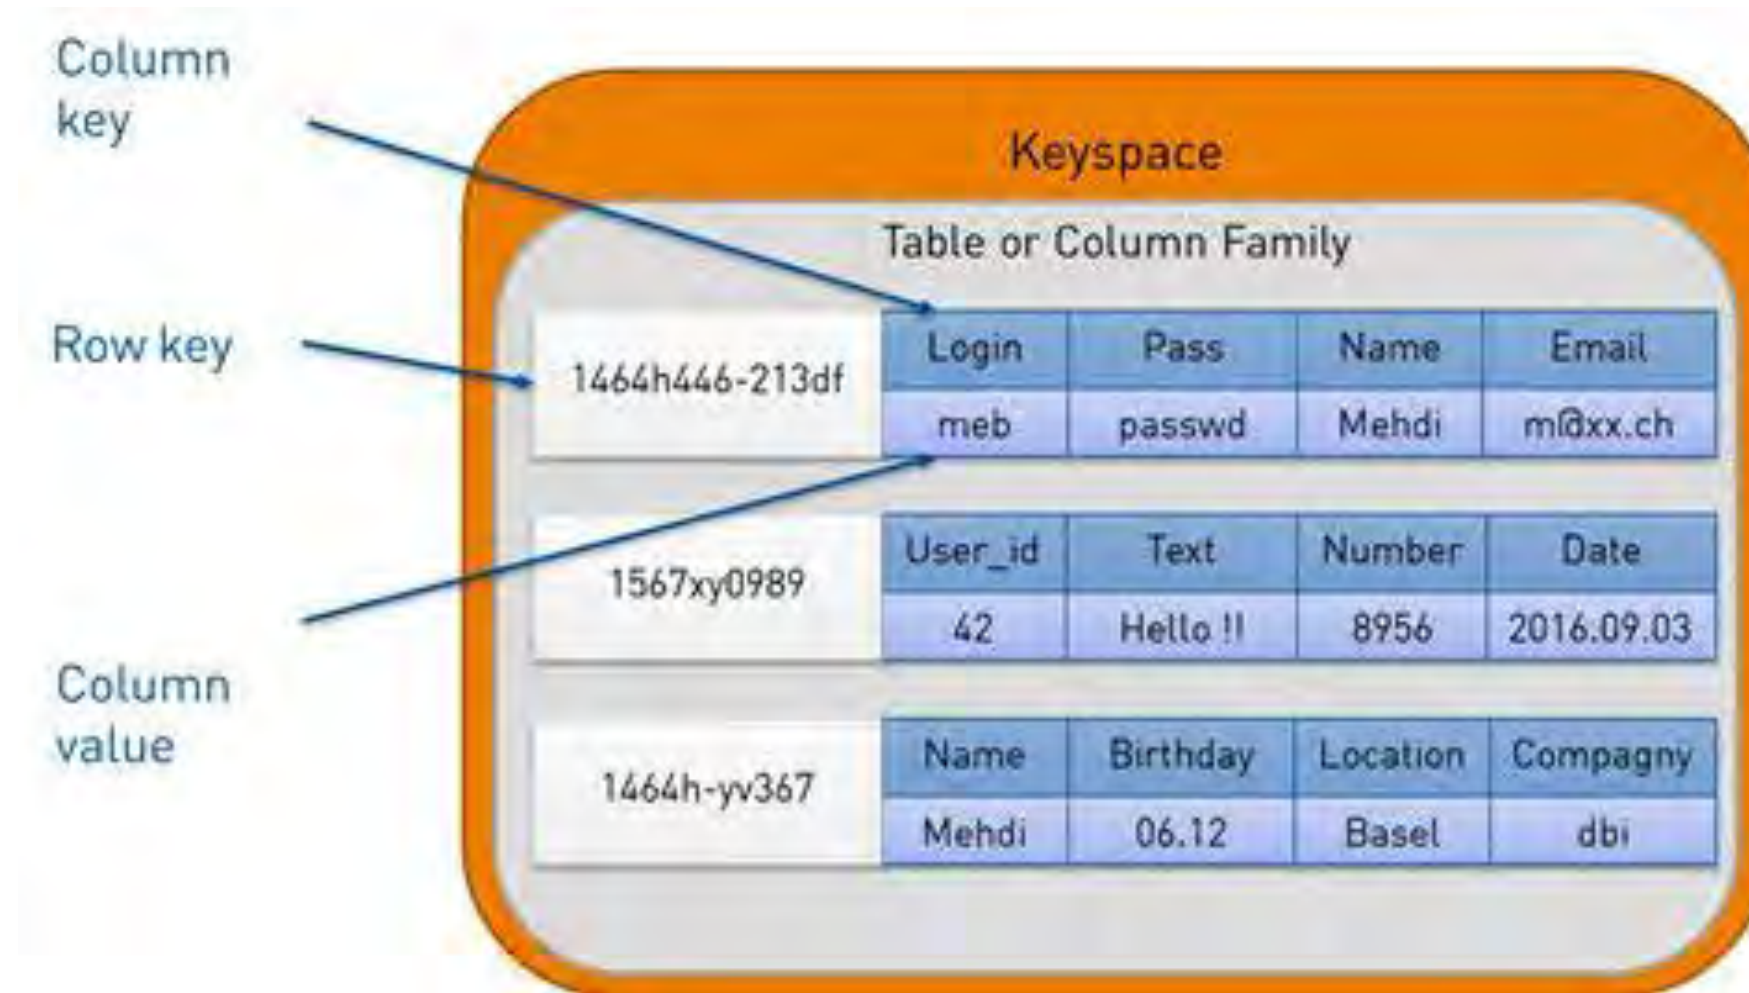 Column
key
Keyspace
Table or Column Family
Row key
1464h446-213df
Login Pass Name Email
meb passwd Mehdi m@xx.ch
1567xy0989
User_id Text Number Date
42 Hello !! 8956 2016.09.03
Column
value
1464h-yv367
Name Birthday Location Compagny
Mehdi 06.12 Basel dbi